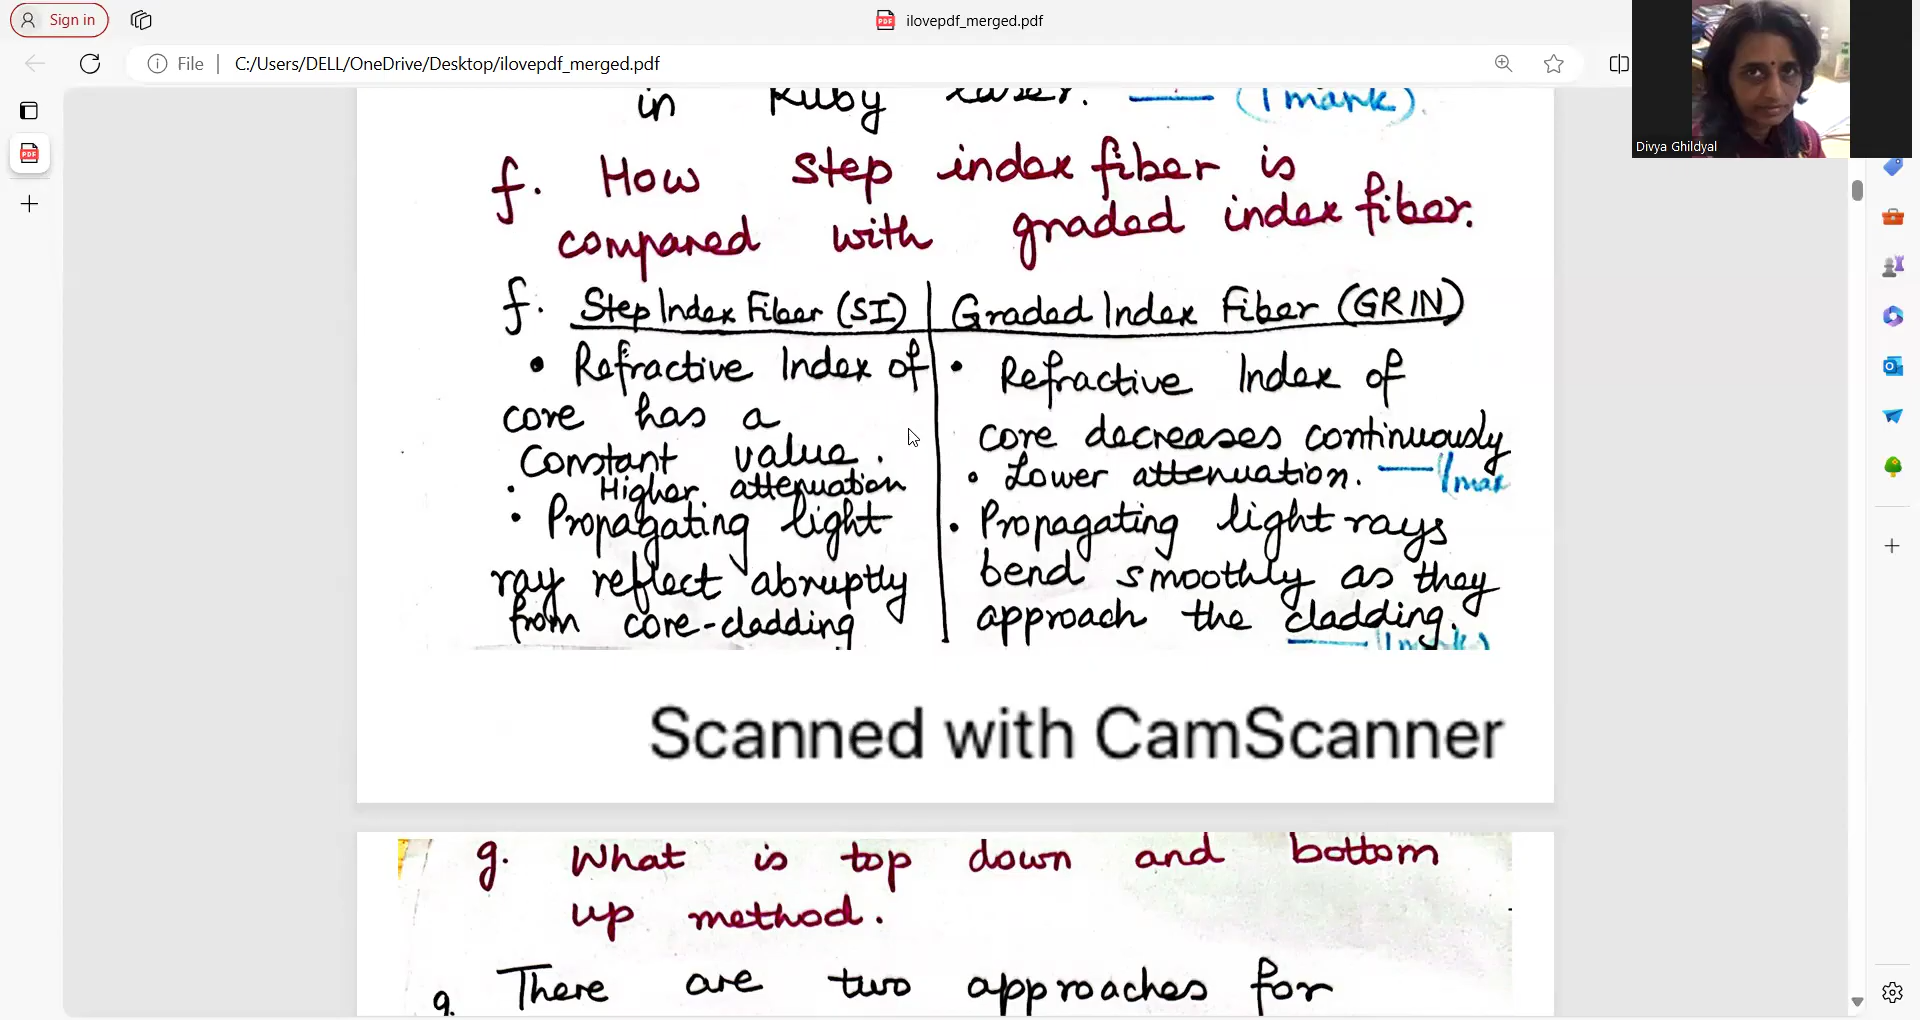 Sign in
ilovepdf_merged.pdf
File
C:/Users/DELL/OneDrive/Desktop/ilovepdf_merged.pdf
Divya Ghildyal
in Ruby laser. — (1 mark).
f. How step index fiber is
compared with graded index fiber.
f. Step Index Fiber (SI)
• Refractive Index of
core has a
Constant value.
• Higher attenuation
• Propagating light
ray reflect abruptly
from core-cladding
Graded Index Fiber (GRIN)
• Refractive Index of
core decreases continuously
• Lower attenuation. — 1 mar
• Propagating light rays
bend smoothly as they
approach the cladding.
— (1 mark)
Scanned with CamScanner
g. What is top down and bottom
up method.
g. There are two approaches for